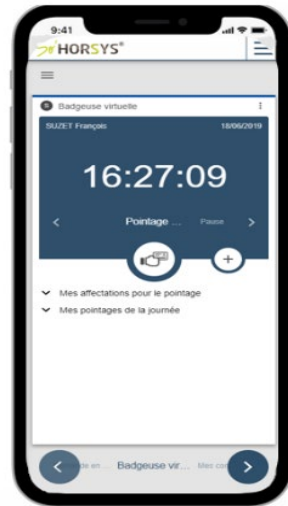 9:41
HORSYS®
Badgeuse virtuelle
SUZET François 18/06/2019
16:27:09
Pointage ... Pause
Mes affectations pour le pointage
Mes pointages de la journée
Badgeuse vir... Mes